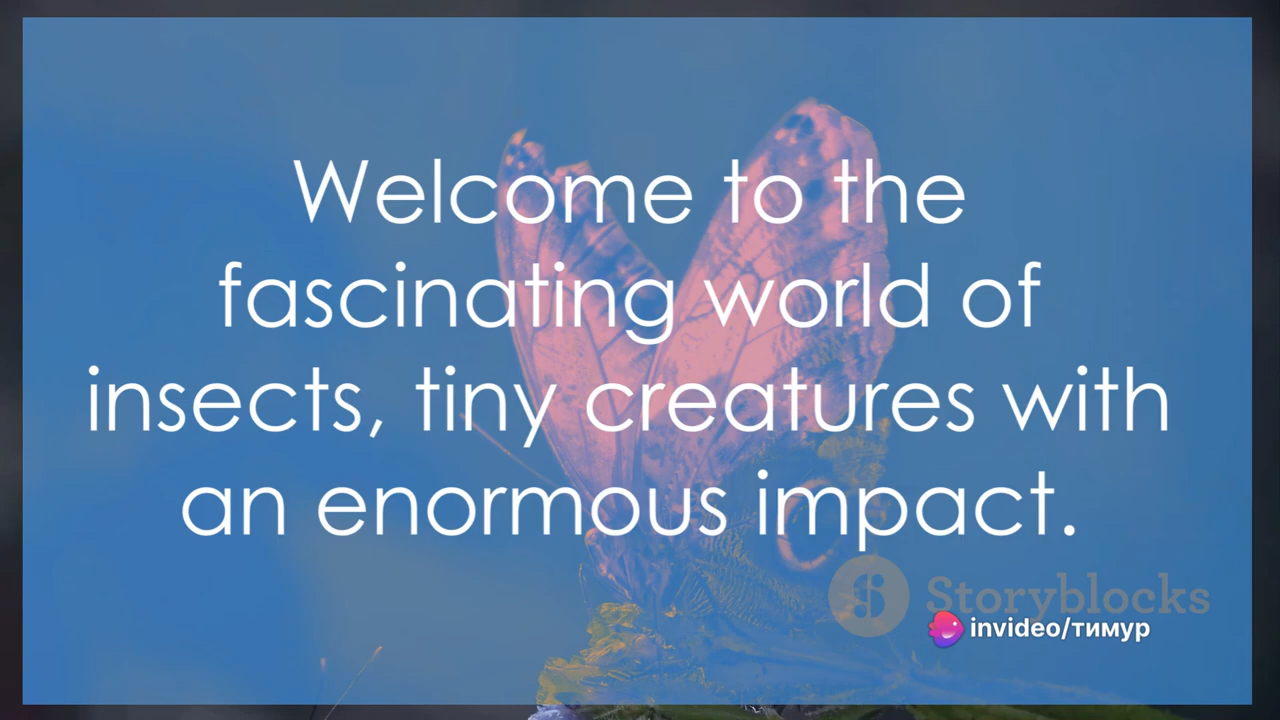 Welcome to the
fascinating world of
insects, tiny creatures with
an enormous impact.
Storyblocks
invideo/тимур